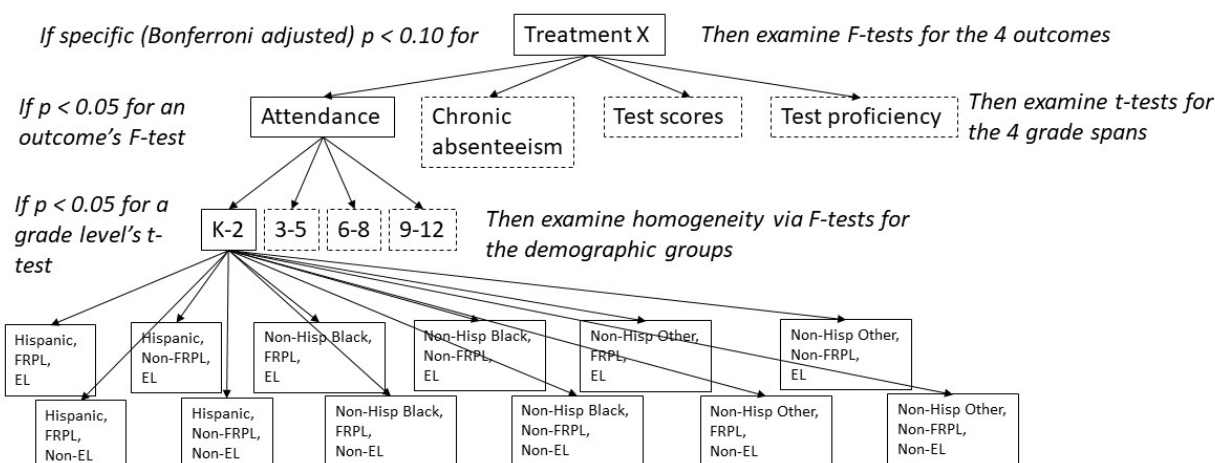 If specific (Bonferroni adjusted) p < 0.10 for
Treatment X
Then examine F-tests for the 4 outcomes
If p < 0.05 for an
outcome's F-test
Attendance
Chronic
absenteeism
Test scores
Test proficiency
Then examine t-tests for
the 4 grade spans
If p < 0.05 for a
grade level's t-
test
K-2
3-5
6-8
9-12
Then examine homogeneity via F-tests for
the demographic groups
Hispanic,
FRPL,
EL
Hispanic,
Non-FRPL,
EL
Non-Hisp Black,
FRPL,
EL
Non-Hisp Black,
Non-FRPL,
EL
Non-Hisp Other,
FRPL,
EL
Non-Hisp Other,
Non-FRPL,
EL
Hispanic,
FRPL,
Non-EL
Hispanic,
Non-FRPL,
Non-EL
Non-Hisp Black,
FRPL,
Non-EL
Non-Hisp Black,
Non-FRPL,
Non-EL
Non-Hisp Other,
FRPL,
Non-EL
Non-Hisp Other,
Non-FRPL,
Non-EL